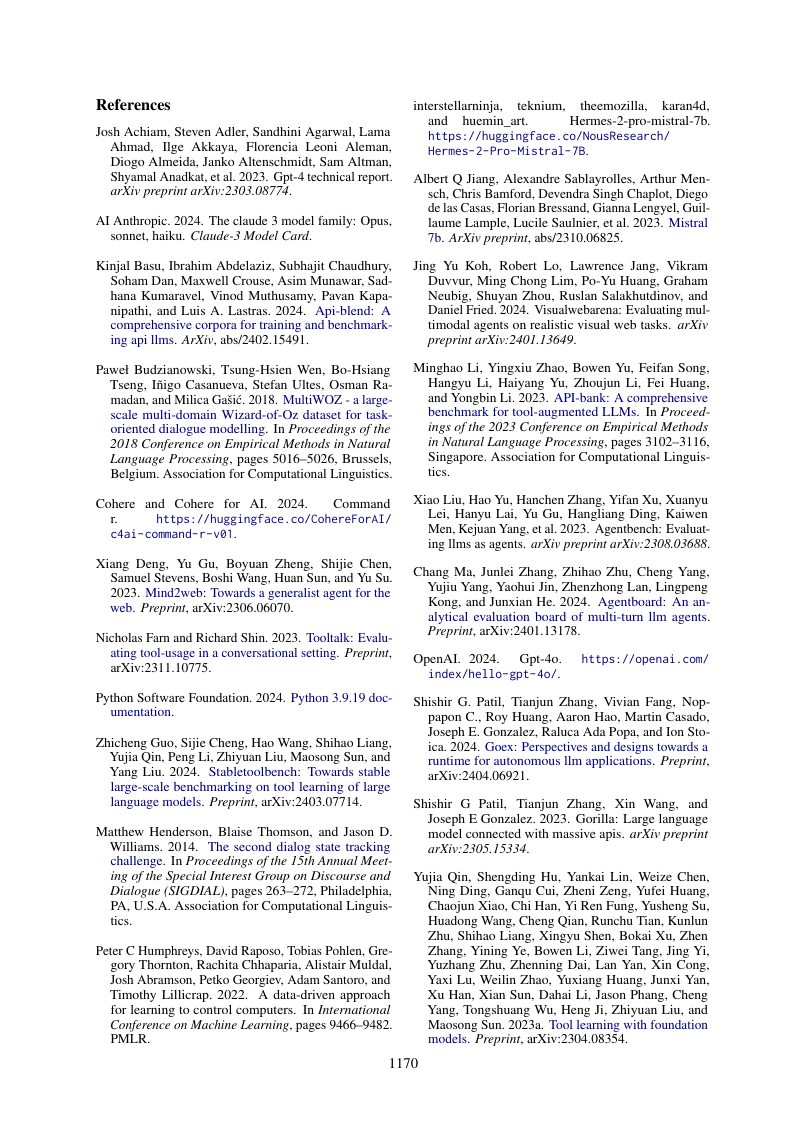 References
Josh Achiam, Steven Adler, Sandhini Agarwal, Lama
Ahmad, Ilge Akkaya, Florencia Leoni Aleman,
Diogo Almeida, Janko Altenschmidt, Sam Altman,
Shyamal Anadkat, et al. 2023. Gpt-4 technical report.
arXiv preprint arXiv:2303.08774.
AI Anthropic. 2024. The claude 3 model family: Opus,
sonnet, haiku. Claude-3 Model Card.
Kinjal Basu, Ibrahim Abdelaziz, Subhajit Chaudhury,
Soham Dan, Maxwell Crouse, Asim Munawar, Sad-
hana Kumaravel, Vinod Muthusamy, Pavan Kapa-
nipathi, and Luis A. Lastras. 2024. Api-blend: A
comprehensive corpora for training and benchmark-
ing api llms. ArXiv, abs/2402.15491.
Paweł Budzianowski, Tsung-Hsien Wen, Bo-Hsiang
Tseng, Iñigo Casanueva, Stefan Ultes, Osman Ra-
madan, and Milica Gašić. 2018. MultiWOZ - a large-
scale multi-domain Wizard-of-Oz dataset for task-
oriented dialogue modelling. In Proceedings of the
2018 Conference on Empirical Methods in Natural
Language Processing, pages 5016–5026, Brussels,
Belgium. Association for Computational Linguistics.
Cohere and Cohere for AI. 2024. Command
r. https://huggingface.co/CohereForAI/
c4ai-command-r-v01.
Xiang Deng, Yu Gu, Boyuan Zheng, Shijie Chen,
Samuel Stevens, Boshi Wang, Huan Sun, and Yu Su.
2023. Mind2web: Towards a generalist agent for the
web. Preprint, arXiv:2306.06070.
Nicholas Farn and Richard Shin. 2023. Tooltalk: Evalu-
ating tool-usage in a conversational setting. Preprint,
arXiv:2311.10775.
Python Software Foundation. 2024. Python 3.9.19 doc-
umentation.
Zhicheng Guo, Sijie Cheng, Hao Wang, Shihao Liang,
Yujia Qin, Peng Li, Zhiyuan Liu, Maosong Sun, and
Yang Liu. 2024. Stabletoolbench: Towards stable
large-scale benchmarking on tool learning of large
language models. Preprint, arXiv:2403.07714.
Matthew Henderson, Blaise Thomson, and Jason D.
Williams. 2014. The second dialog state tracking
challenge. In Proceedings of the 15th Annual Meet-
ing of the Special Interest Group on Discourse and
Dialogue (SIGDIAL), pages 263–272, Philadelphia,
PA, U.S.A. Association for Computational Linguis-
tics.
Peter C Humphreys, David Raposo, Tobias Pohlen, Gre-
gory Thornton, Rachita Chhaparia, Alistair Muldal,
Josh Abramson, Petko Georgiev, Adam Santoro, and
Timothy Lillicrap. 2022. A data-driven approach
for learning to control computers. In International
Conference on Machine Learning, pages 9466–9482.
PMLR.
interstellarninja, teknium, theemozilla, karan4d,
and huemin_art. Hermes-2-pro-mistral-7b.
https://huggingface.co/NousResearch/
Hermes-2-Pro-Mistral-7B.
Albert Q Jiang, Alexandre Sablayrolles, Arthur Men-
sch, Chris Bamford, Devendra Singh Chaplot, Diego
de las Casas, Florian Bressand, Gianna Lengyel, Guil-
laume Lample, Lucile Saulnier, et al. 2023. Mistral
7b. ArXiv preprint, abs/2310.06825.
Jing Yu Koh, Robert Lo, Lawrence Jang, Vikram
Duvvur, Ming Chong Lim, Po-Yu Huang, Graham
Neubig, Shuyan Zhou, Ruslan Salakhutdinov, and
Daniel Fried. 2024. Visualwebarena: Evaluating mul-
timodal agents on realistic visual web tasks. arXiv
preprint arXiv:2401.13649.
Minghao Li, Yingxiu Zhao, Bowen Yu, Feifan Song,
Hangyu Li, Haiyang Yu, Zhoujun Li, Fei Huang,
and Yongbin Li. 2023. API-bank: A comprehensive
benchmark for tool-augmented LLMs. In Proceed-
ings of the 2023 Conference on Empirical Methods
in Natural Language Processing, pages 3102–3116,
Singapore. Association for Computational Linguis-
tics.
Xiao Liu, Hao Yu, Hanchen Zhang, Yifan Xu, Xuanyu
Lei, Hanyu Lai, Yu Gu, Hangliang Ding, Kaiwen
Men, Kejuan Yang, et al. 2023. Agentbench: Evaluat-
ing llms as agents. arXiv preprint arXiv:2308.03688.
Chang Ma, Junlei Zhang, Zhihao Zhu, Cheng Yang,
Yujiu Yang, Yaohui Jin, Zhenzhong Lan, Lingpeng
Kong, and Junxian He. 2024. Agentboard: An an-
alytical evaluation board of multi-turn llm agents.
Preprint, arXiv:2401.13178.
OpenAI. 2024. Gpt-4o. https://openai.com/
index/hello-gpt-4o/.
Shishir G. Patil, Tianjun Zhang, Vivian Fang, Nop-
papon C., Roy Huang, Aaron Hao, Martin Casado,
Joseph E. Gonzalez, Raluca Ada Popa, and Ion Sto-
ica. 2024. Goex: Perspectives and designs towards a
runtime for autonomous llm applications. Preprint,
arXiv:2404.06921.
Shishir G Patil, Tianjun Zhang, Xin Wang, and
Joseph E Gonzalez. 2023. Gorilla: Large language
model connected with massive apis. arXiv preprint
arXiv:2305.15334.
Yujia Qin, Shengding Hu, Yankai Lin, Weize Chen,
Ning Ding, Ganqu Cui, Zheni Zeng, Yufei Huang,
Chaojun Xiao, Chi Han, Yi Ren Fung, Yusheng Su,
Huadong Wang, Cheng Qian, Runchu Tian, Kunlun
Zhu, Shihao Liang, Xingyu Shen, Bokai Xu, Zhen
Zhang, Yining Ye, Bowen Li, Ziwei Tang, Jing Yi,
Yuzhang Zhu, Zhenning Dai, Lan Yan, Xin Cong,
Yaxi Lu, Weilin Zhao, Yuxiang Huang, Junxi Yan,
Xu Han, Xian Sun, Dahai Li, Jason Phang, Cheng
Yang, Tongshuang Wu, Heng Ji, Zhiyuan Liu, and
Maosong Sun. 2023a. Tool learning with foundation
models. Preprint, arXiv:2304.08354.
1170